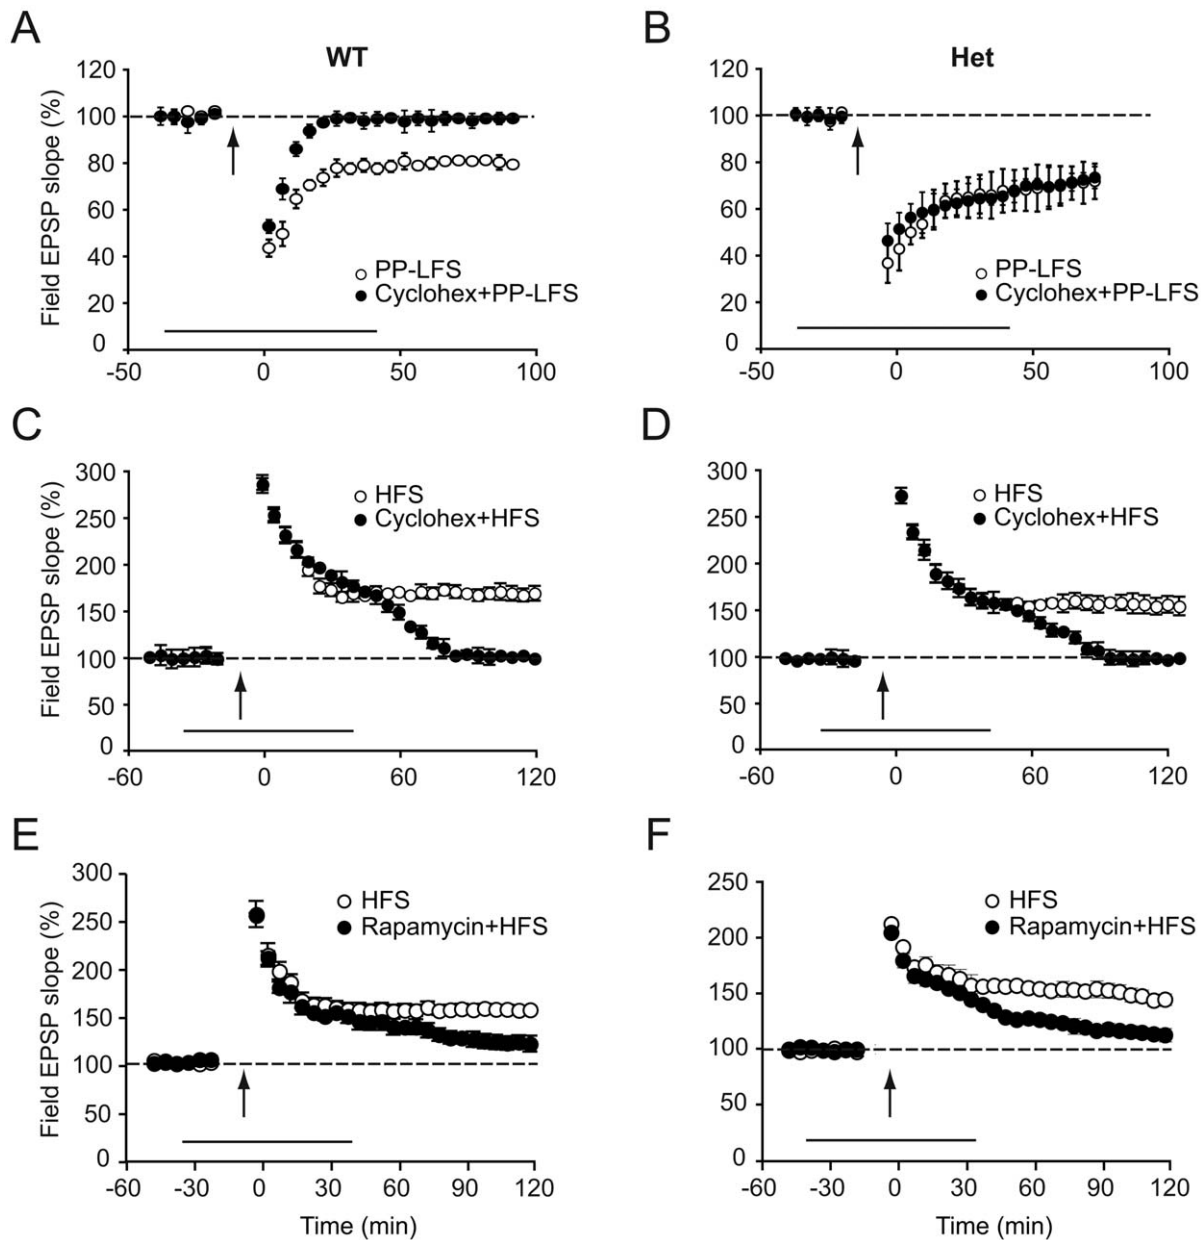 A
WT
120
100
80
60
40
20
0
Field EPSP slope (%)
PP-LFS
Cyclohex+PP-LFS
-50
0
50
100
B
Het
120
100
80
60
40
20
0
PP-LFS
Cyclohex+PP-LFS
-50
0
50
100
C
300
250
200
150
100
50
0
Field EPSP slope (%)
HFS
Cyclohex+HFS
-60
0
60
120
D
300
250
200
150
100
50
0
HFS
Cyclohex+HFS
-60
0
60
120
E
300
250
200
150
100
50
0
Field EPSP slope (%)
HFS
Rapamycin+HFS
-60
-30
0
30
60
90
120
Time (min)
F
250
200
150
100
50
0
HFS
Rapamycin+HFS
-60
-30
0
30
60
90
120
Time (min)